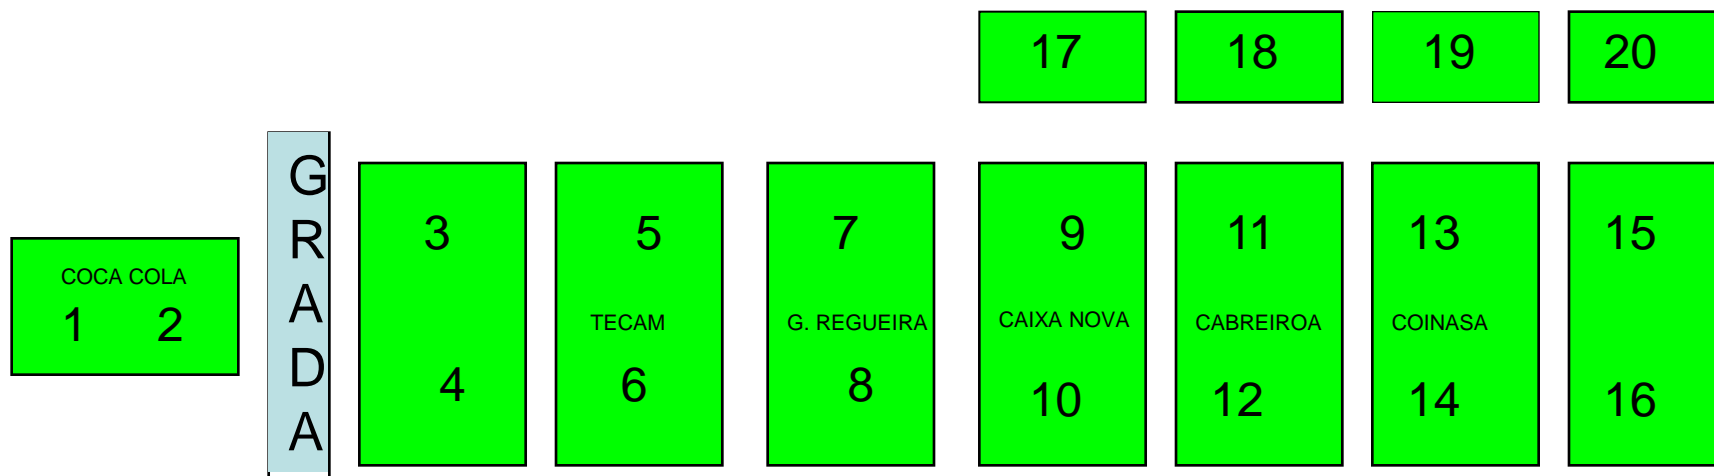 17 18 19 20
G
R
A
D
A
3 5 7 9 11 13 15
COCA COLA
1 2
TECAM G. REGUEIRA CAIXA NOVA CABREIROA COINASA
4 6 8 10 12 14 16